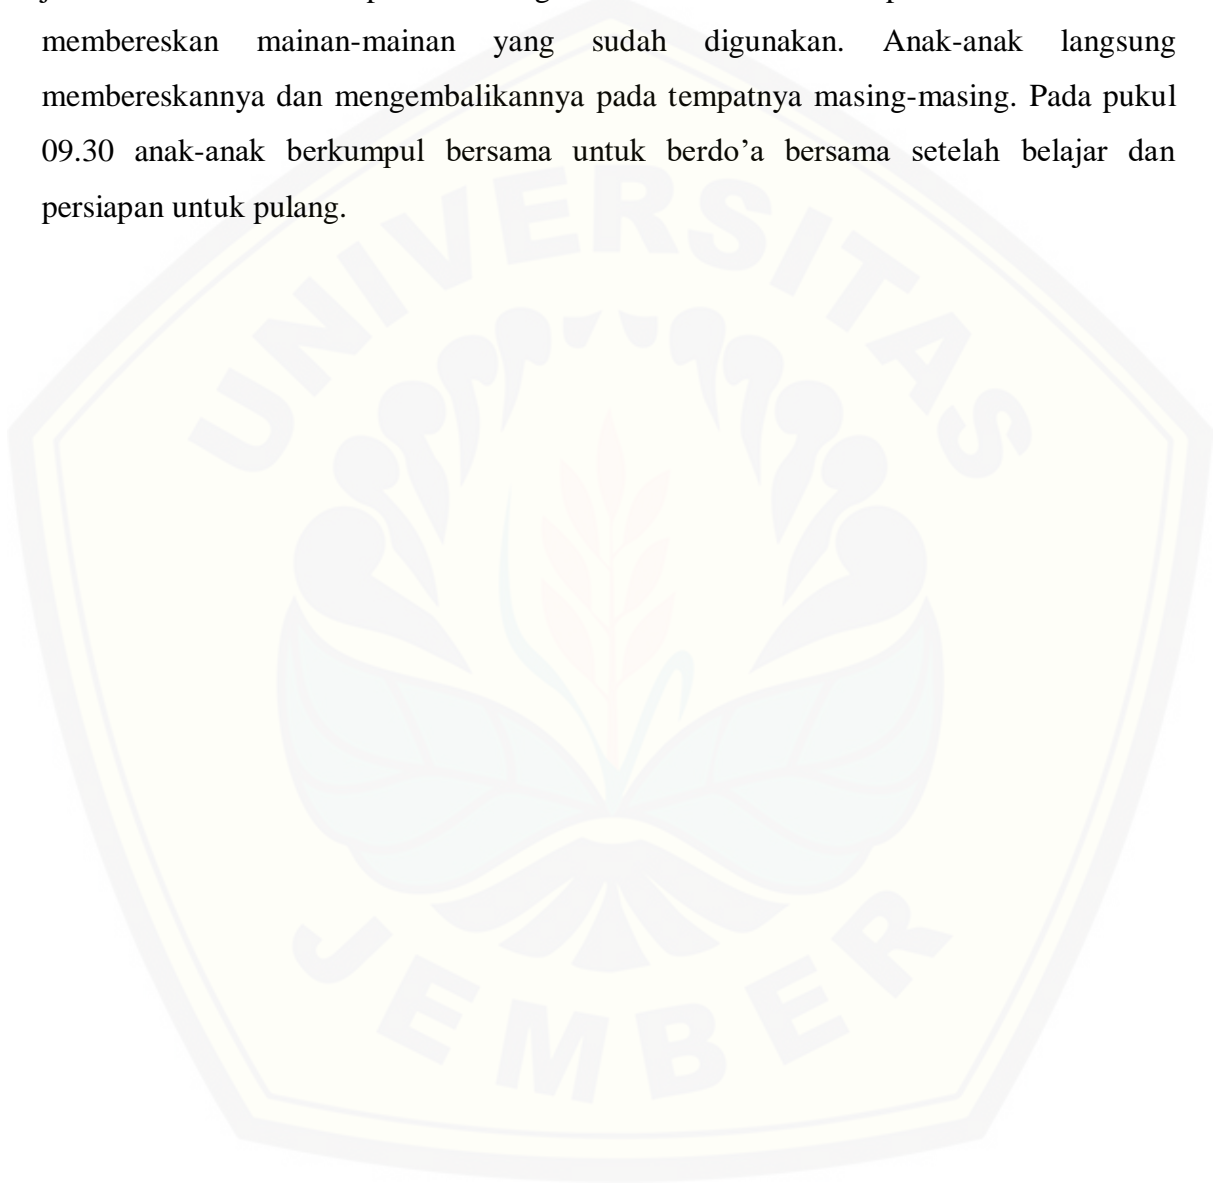 membereskan mainan-mainan yang sudah digunakan. Anak-anak langsung
membereskannya dan mengembalikannya pada tempatnya masing-masing. Pada pukul
09.30 anak-anak berkumpul bersama untuk berdo’a bersama setelah belajar dan
persiapan untuk pulang.
UNIVERSITAS
JEMBER